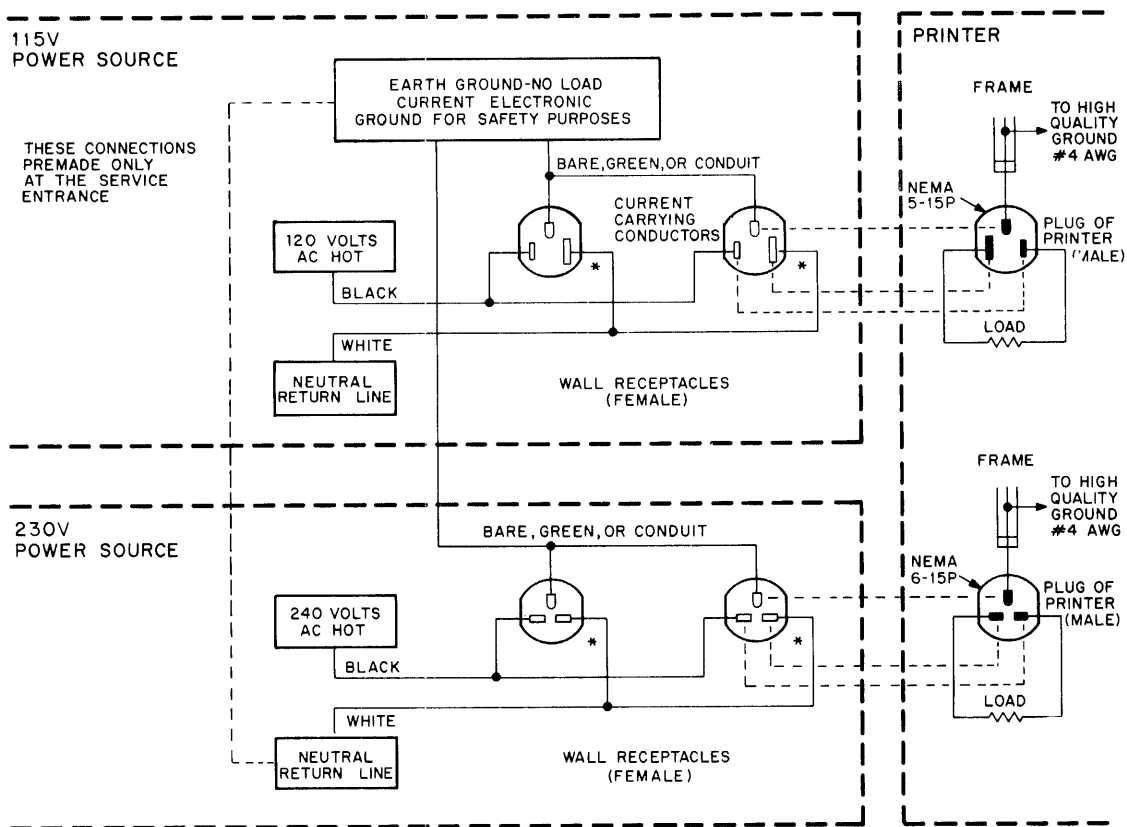 115V
POWER SOURCE
EARTH GROUND-NO LOAD
CURRENT ELECTRONIC
GROUND FOR SAFETY PURPOSES
THESE CONNECTIONS
PREMADE ONLY
AT THE SERVICE
ENTRANCE
BARE, GREEN, OR CONDUIT
120 VOLTS
AC HOT
CURRENT
CARRYING
CONDUCTORS
*
*
BLACK
WHITE
NEUTRAL
RETURN LINE
WALL RECEPTACLES
(FEMALE)
PRINTER
FRAME
TO HIGH
QUALITY
GROUND
#4 AWG
NEMA
5-15P
PLUG OF
PRINTER
(MALE)
LOAD
230V
POWER SOURCE
BARE, GREEN, OR CONDUIT
240 VOLTS
AC HOT
*
*
BLACK
WHITE
NEUTRAL
RETURN LINE
WALL RECEPTACLES
(FEMALE)
FRAME
TO HIGH
QUALITY
GROUND
#4 AWG
NEMA
6-15P
PLUG OF
PRINTER
(MALE)
LOAD